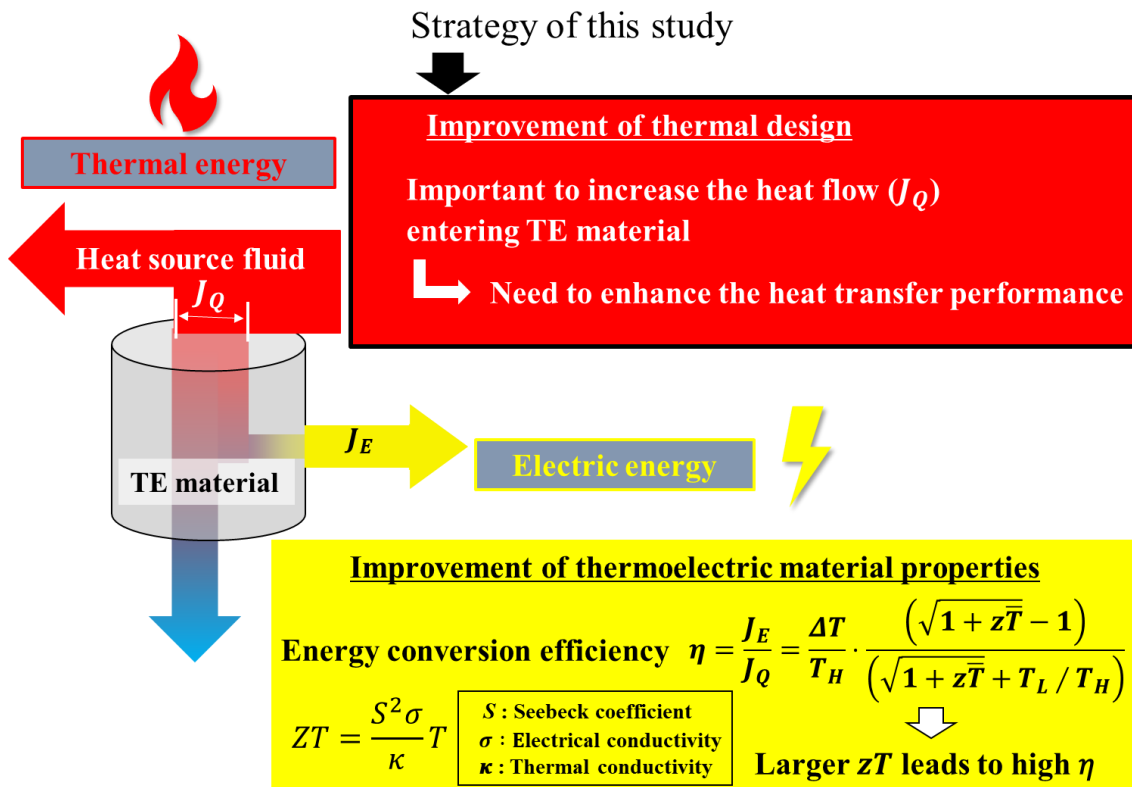 Strategy of this study
Thermal energy
Improvement of thermal design
Important to increase the heat flow (J_Q)
entering TE material
Need to enhance the heat transfer performance
Heat source fluid
J_Q
J_E
TE material
Electric energy
Improvement of thermoelectric material properties
Energy conversion efficiency η = J_E / J_Q = ΔT / T_H · (√(1 + zT̅) − 1) / (√(1 + zT̅) + T_L / T_H)
ZT = S²σ / κ T
S : Seebeck coefficient
σ : Electrical conductivity
κ : Thermal conductivity
Larger zT leads to high η